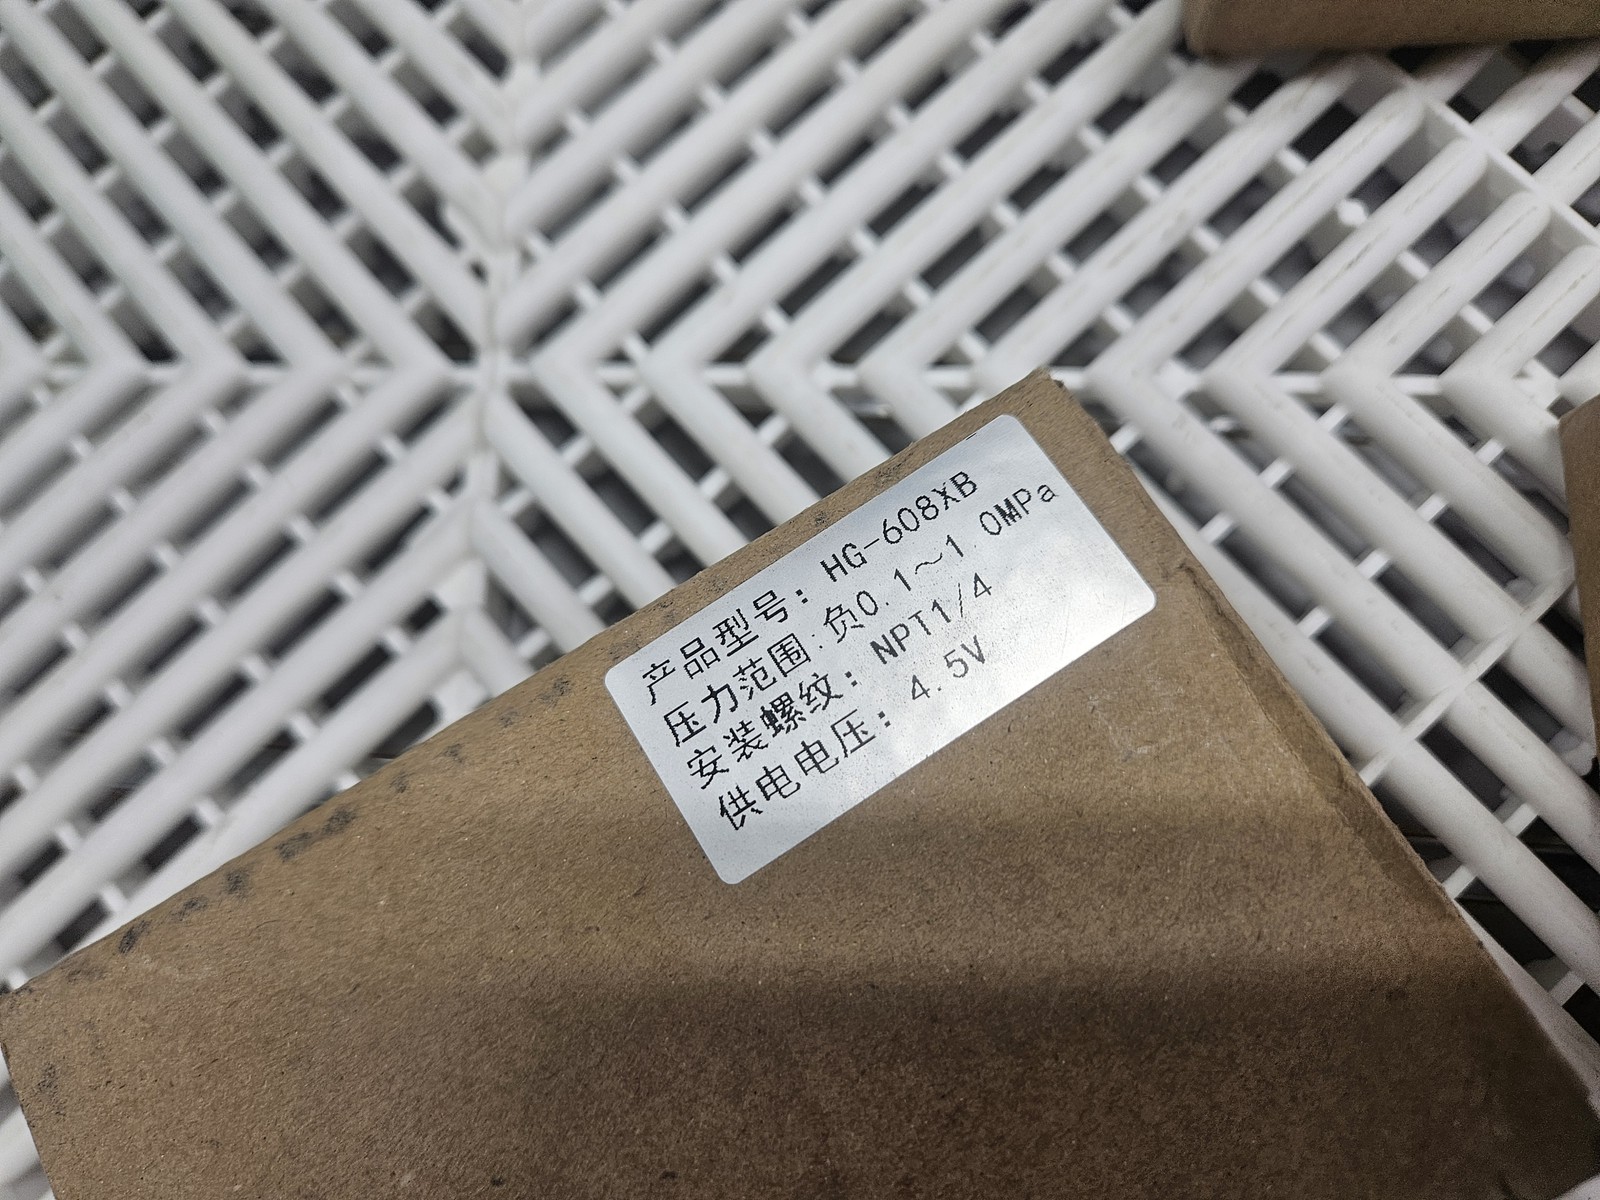 产品型号：HG-608XB
压力范围：负0.1～1.0MPa
安装螺纹：NPT1/4
供电电压：4.5V